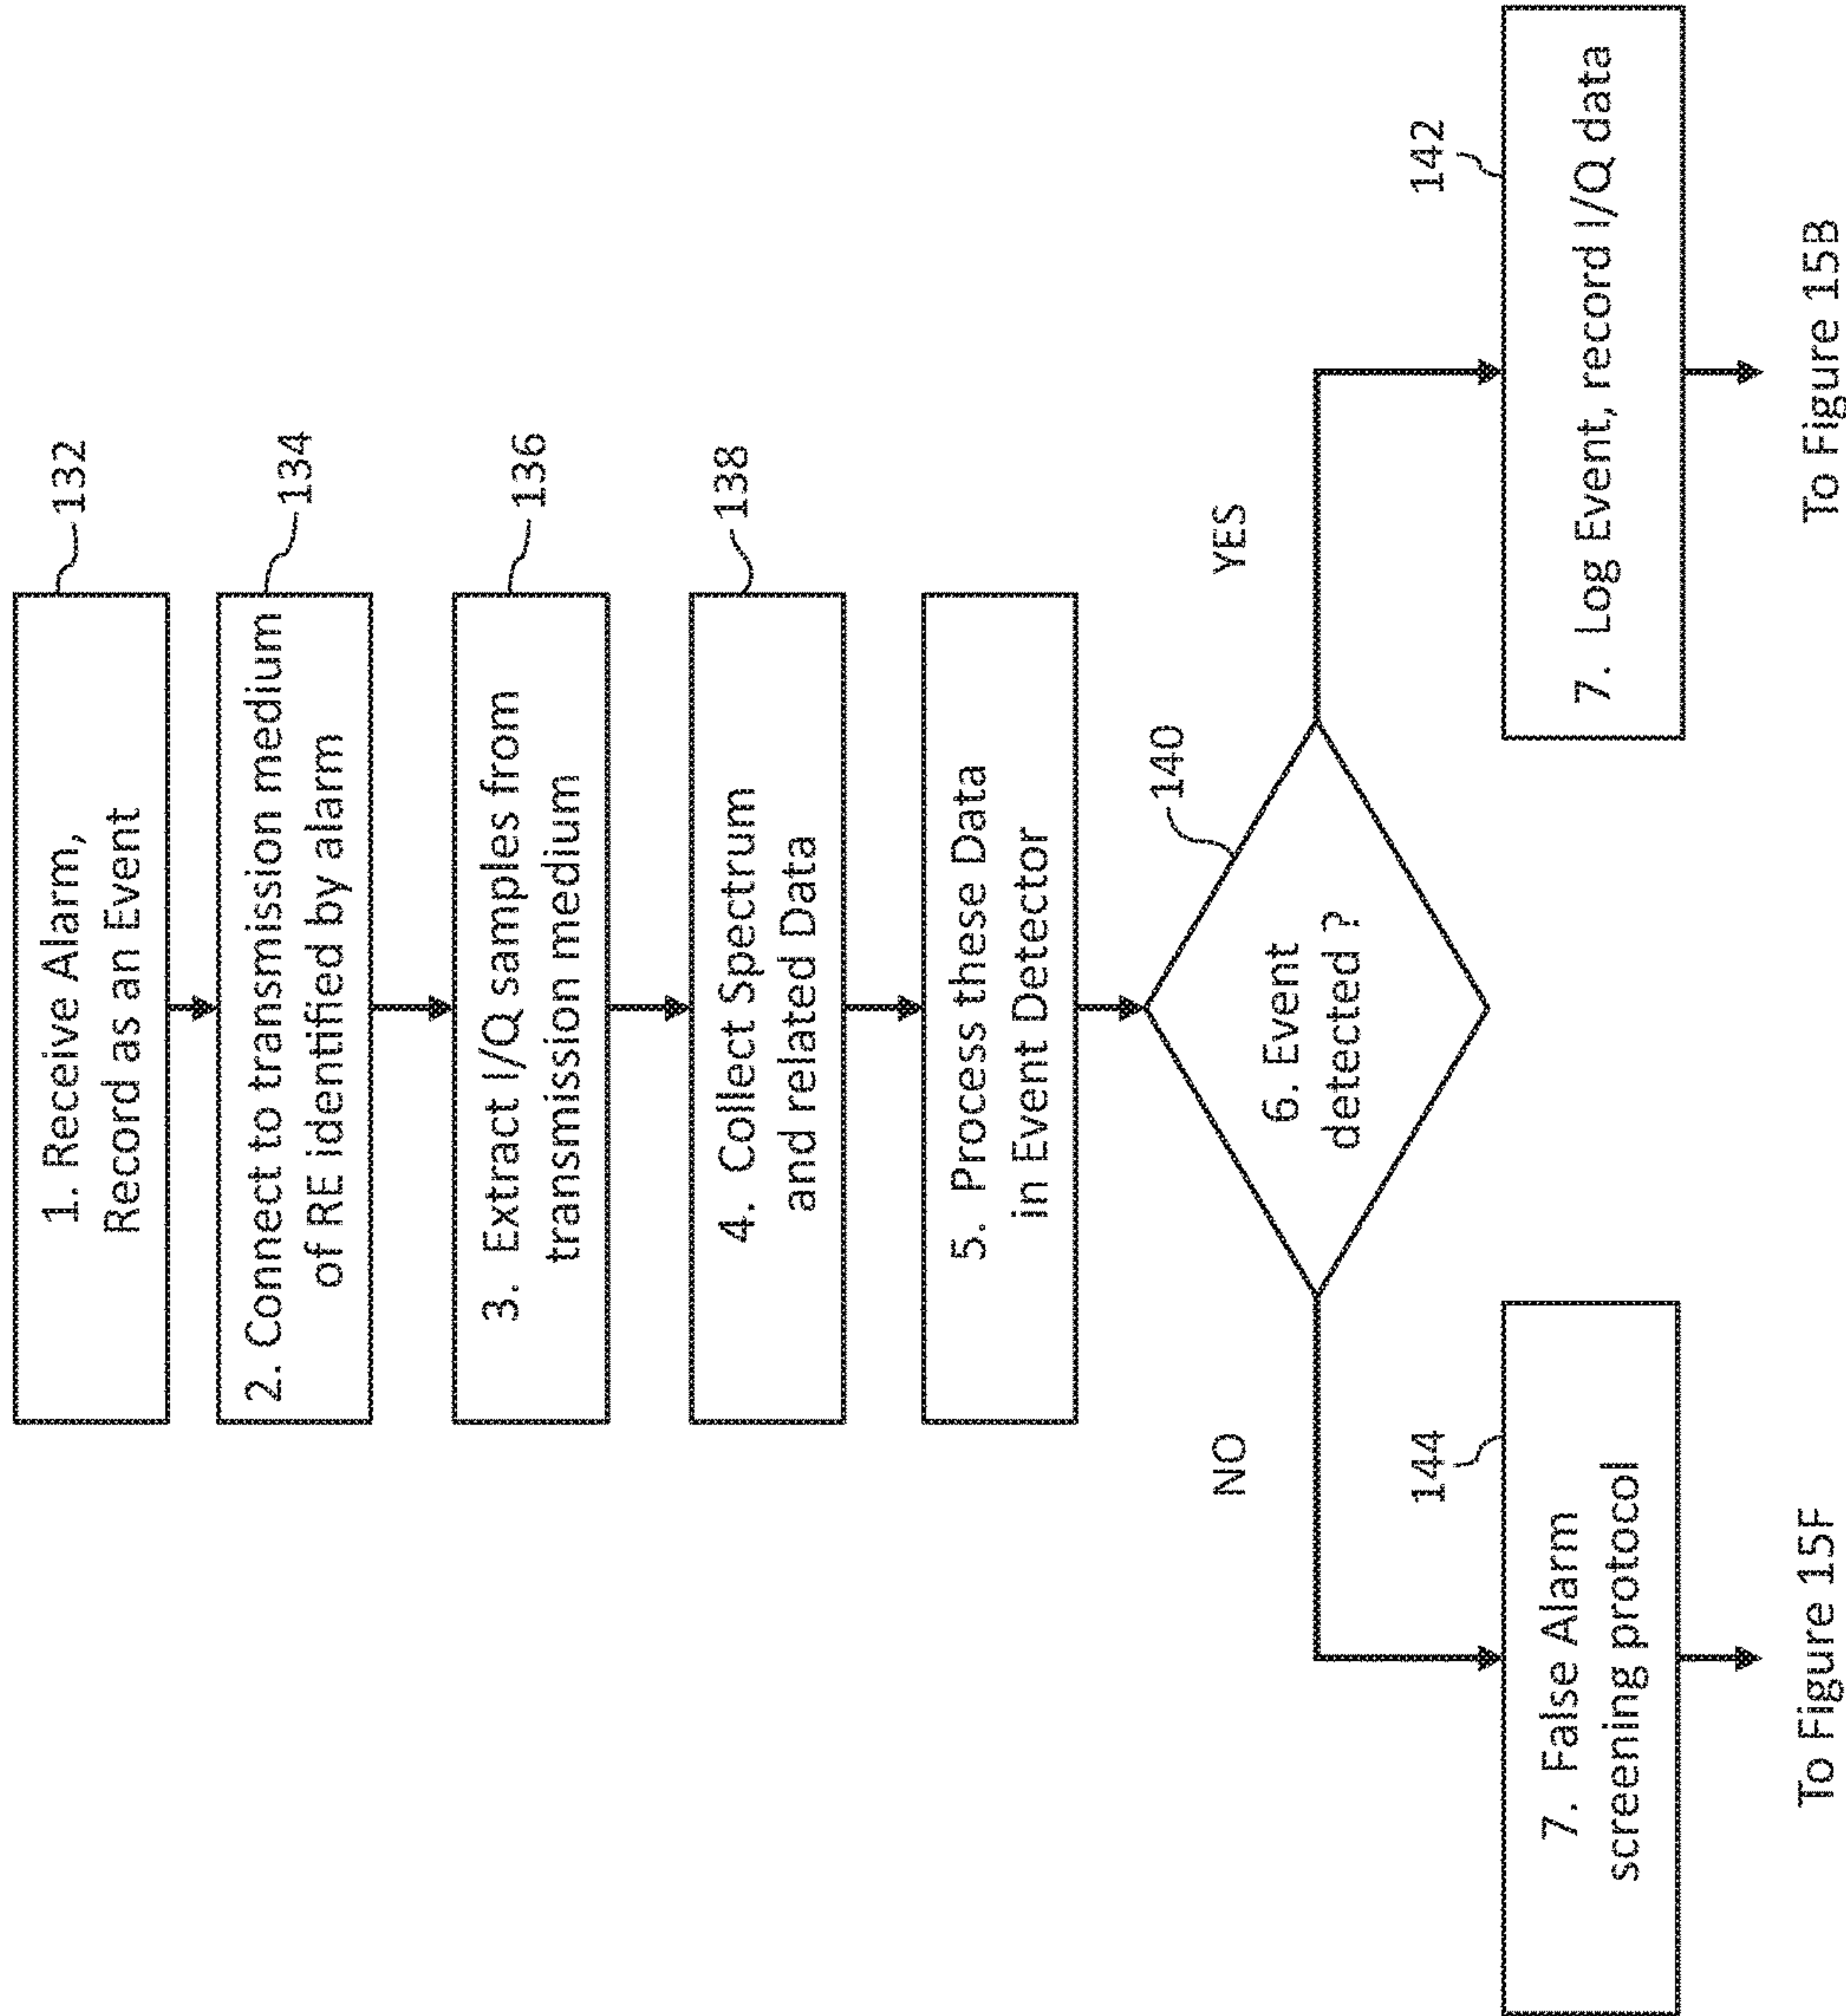 1. Receive Alarm,
Record as an Event
132
2. Connect to transmission medium
of RE identified by alarm
134
3. Extract I/Q samples from
transmission medium
136
4. Collect Spectrum
and related Data
138
5. Process these Data
in Event Detector
6. Event
detected ?
140
NO
YES
144
7. False Alarm
screening protocol
142
7. Log Event, record I/Q data
To Figure 15F
To Figure 15B